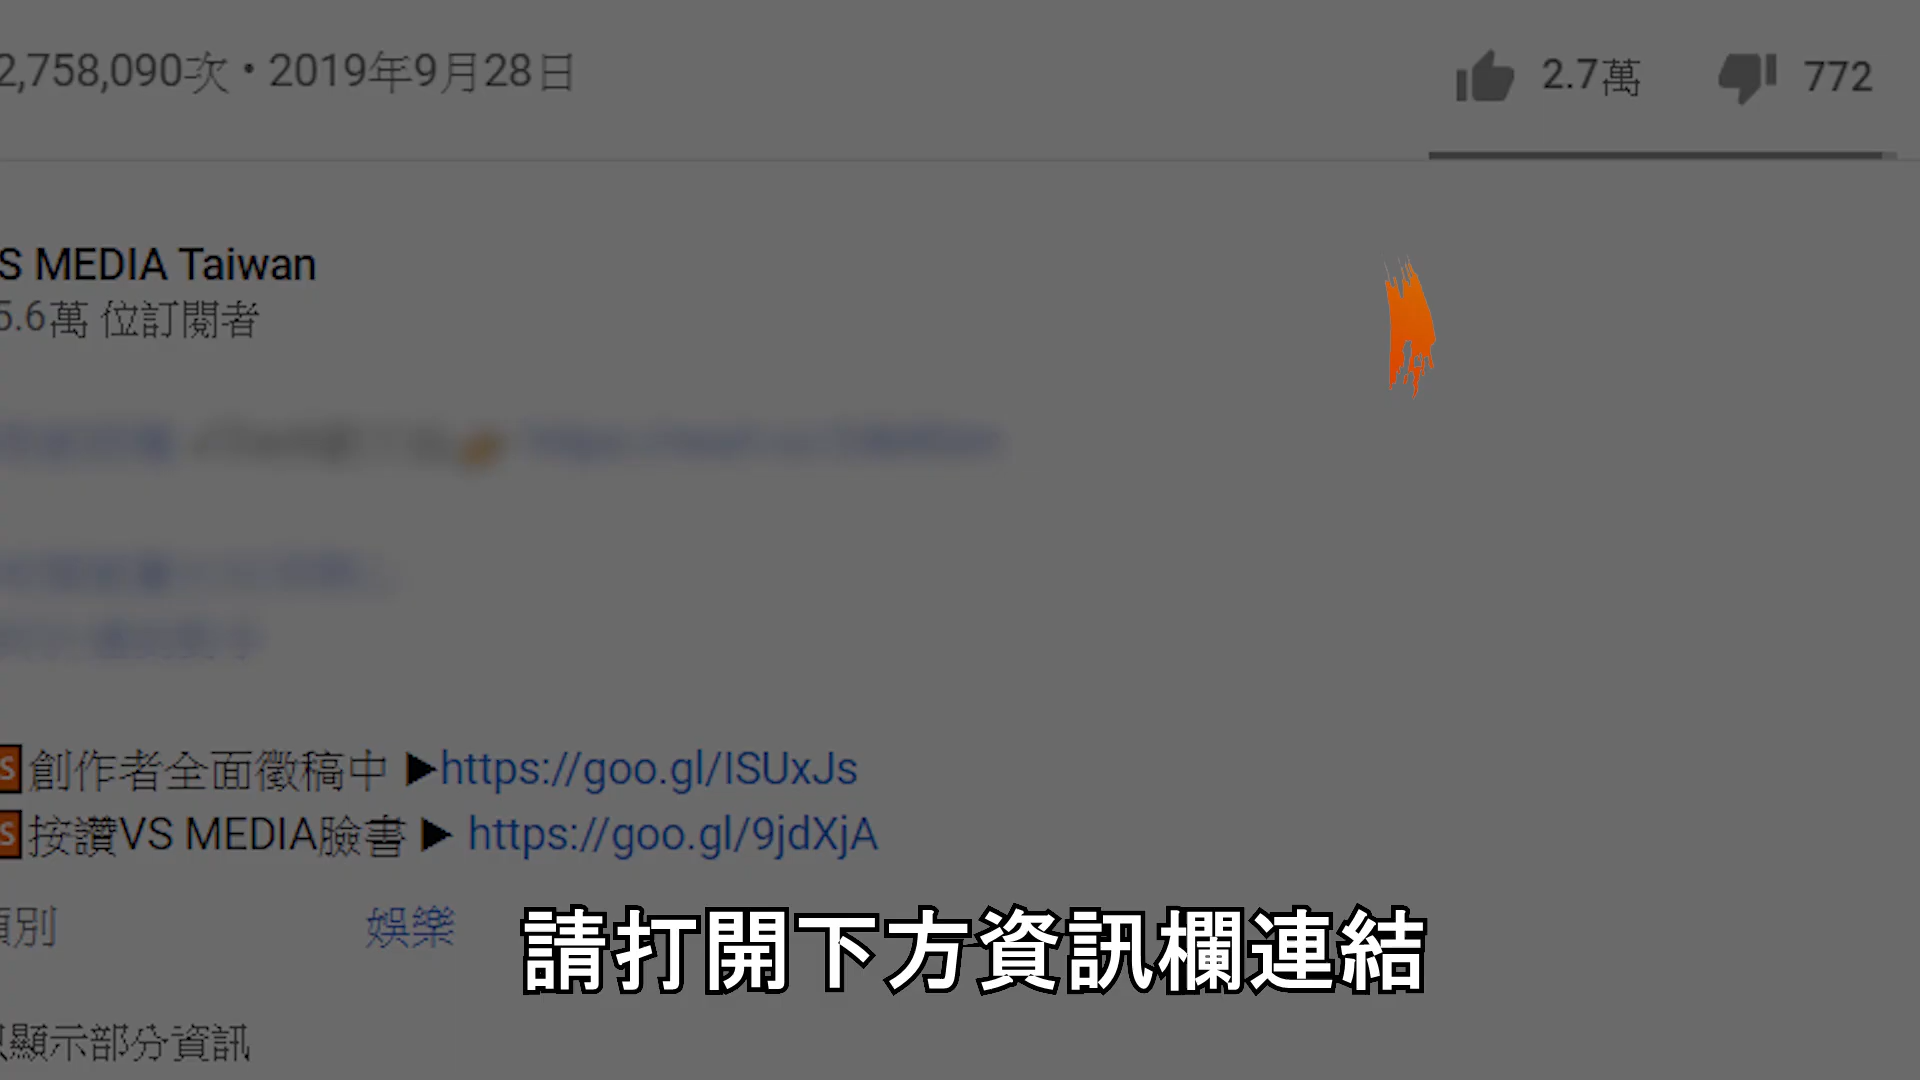 2,758,090次 • 2019年9月28日
2.7萬
772
S MEDIA Taiwan
5.6萬 位訂閱者
S 創作者全面徵稿中 ▶https://goo.gl/ISUxJs
S 按讚VS MEDIA臉書 ▶ https://goo.gl/9jdXjA
類別 娛樂
請打開下方資訊欄連結
只顯示部分資訊